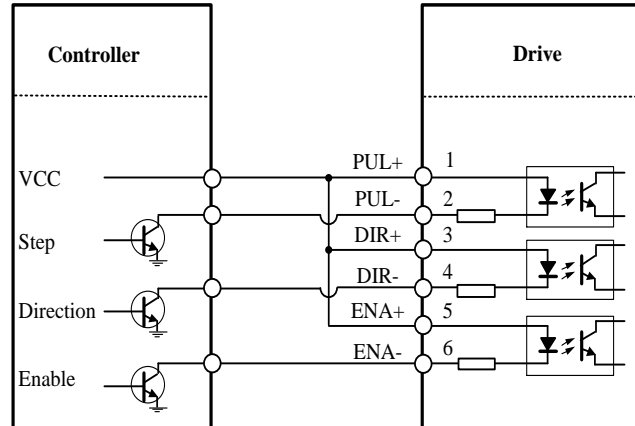 Controller
Drive
VCC
Step
Direction
Enable
PUL+ 1
PUL- 2
DIR+ 3
DIR- 4
ENA+ 5
ENA- 6